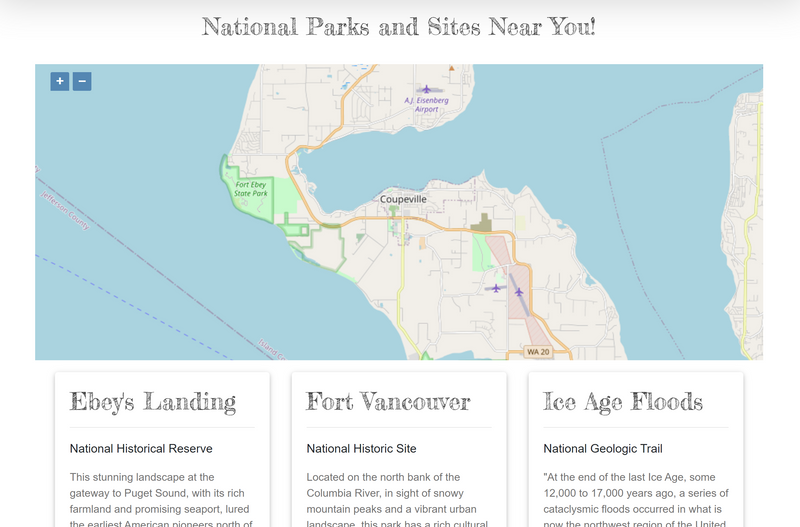 National Parks and Sites Near You!
+ −
A.J. Eisenberg
Airport
Fort Ebey
State Park
Coupeville
Jefferson County
WA 20
Ebey's Landing
National Historical Reserve
This stunning landscape at the
gateway to Puget Sound, with its rich
farmland and promising seaport, lured
the earliest American pioneers north of
Fort Vancouver
National Historic Site
Located on the north bank of the
Columbia River, in sight of snowy
mountain peaks and a vibrant urban
landscape, this park has a rich cultural
Ice Age Floods
National Geologic Trail
"At the end of the last Ice Age, some
12,000 to 17,000 years ago, a series of
cataclysmic floods occurred in what is
now the northwest region of the United